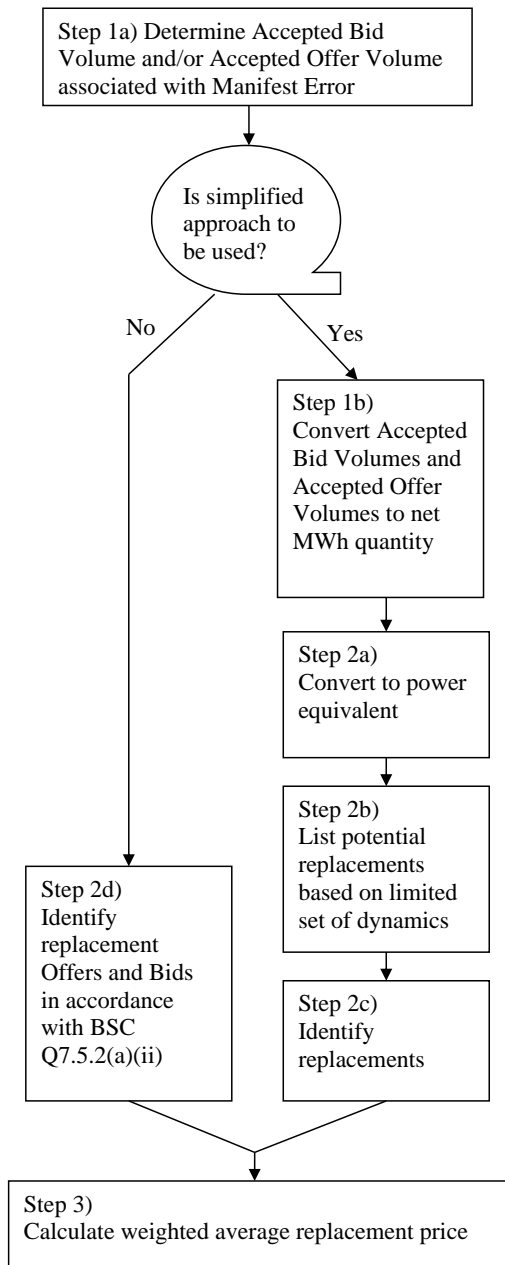 Step 1a) Determine Accepted Bid
Volume and/or Accepted Offer Volume
associated with Manifest Error
Is simplified
approach to
be used?
No
Yes
Step 1b)
Convert Accepted
Bid Volumes and
Accepted Offer
Volumes to net
MWh quantity
Step 2a)
Convert to power
equivalent
Step 2b)
List potential
replacements
based on limited
set of dynamics
Step 2d)
Identify
replacement
Offers and Bids
in accordance
with BSC
Q7.5.2(a)(ii)
Step 2c)
Identify
replacements
Step 3)
Calculate weighted average replacement price